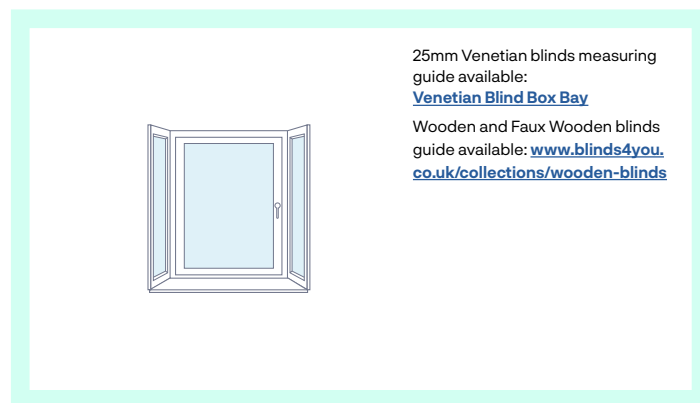 25mm Venetian blinds measuring
guide available:
Venetian Blind Box Bay
Wooden and Faux Wooden blinds
guide available: www.blinds4you.
co.uk/collections/wooden-blinds